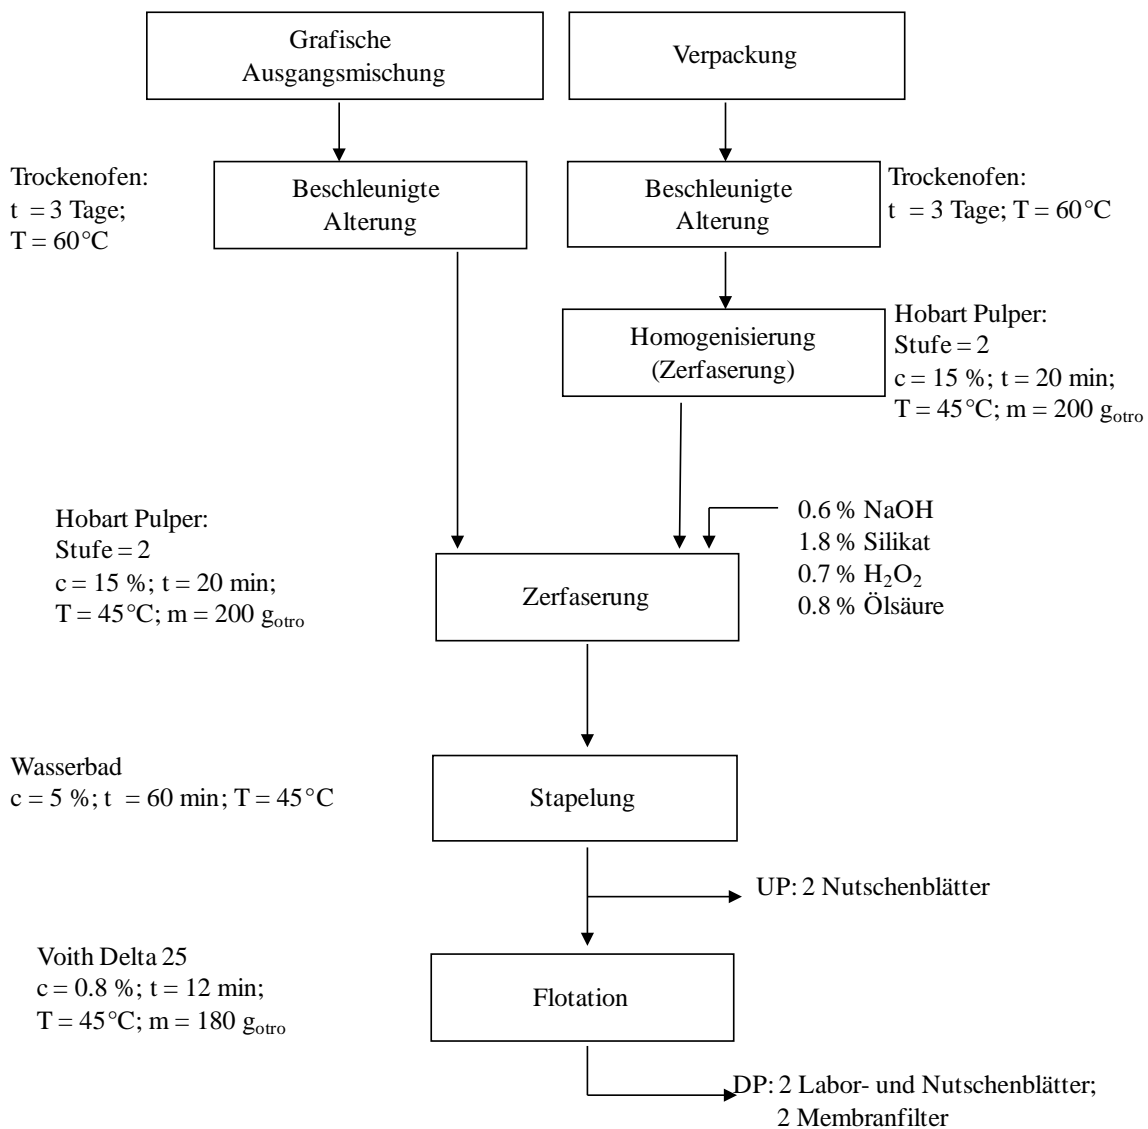 Grafische
Ausgangsmischung
Verpackung
Trockenofen:
t = 3 Tage;
T = 60°C
Beschleunigte
Alterung
Beschleunigte
Alterung
Trockenofen:
t = 3 Tage; T = 60°C
Homogenisierung
(Zerfaserung)
Hobart Pulper:
Stufe = 2
c = 15 %; t = 20 min;
T = 45°C; m = 200 gotro
Hobart Pulper:
Stufe = 2
c = 15 %; t = 20 min;
T = 45°C; m = 200 gotro
Zerfaserung
0.6 % NaOH
1.8 % Silikat
0.7 % H₂O₂
0.8 % Ölsäure
Wasserbad
c = 5 %; t = 60 min; T = 45°C
Stapelung
UP: 2 Nutschenblätter
Voith Delta 25
c = 0.8 %; t = 12 min;
T = 45°C; m = 180 gotro
Flotation
DP: 2 Labor- und Nutschenblätter;
2 Membranfilter